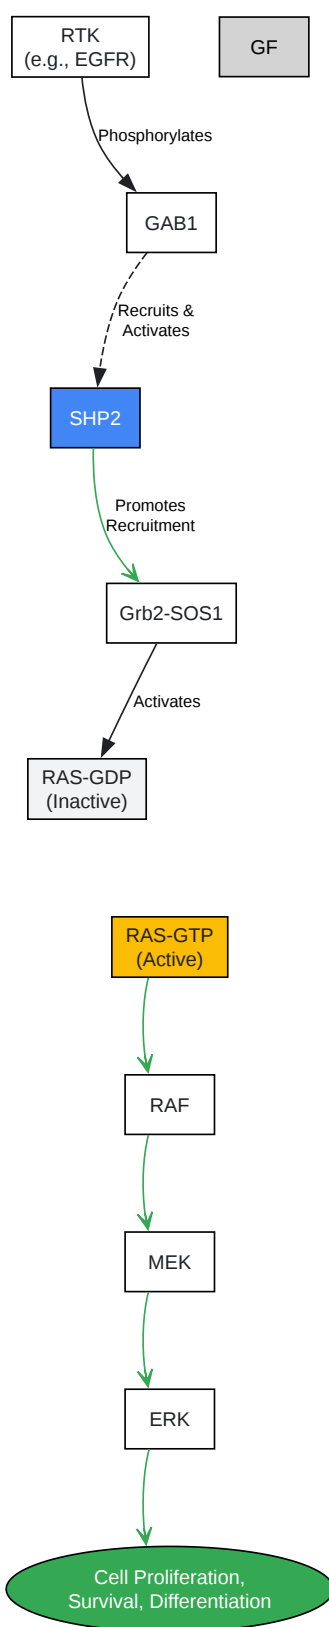 RTK
(e.g., EGFR)
GF
Phosphorylates
GAB1
Recruits &
Activates
SHP2
Promotes
Recruitment
Grb2-SOS1
Activates
RAS-GDP
(Inactive)
RAS-GTP
(Active)
RAF
MEK
ERK
Cell Proliferation,
Survival, Differentiation